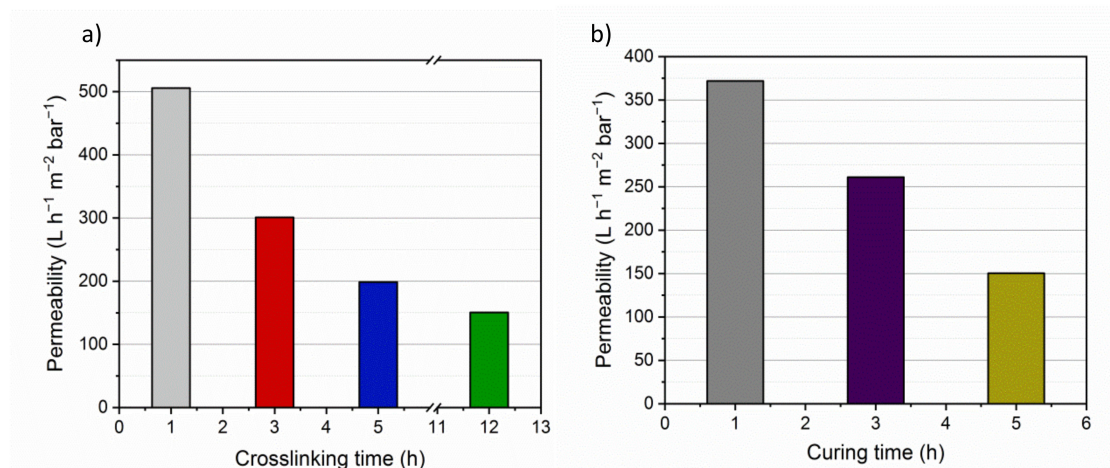 a)
Permeability (L h⁻¹ m⁻² bar⁻¹)
500
400
300
200
100
0
0 1 2 3 4 5 11 12 13
Crosslinking time (h)
b)
Permeability (L h⁻¹ m⁻² bar⁻¹)
400
350
300
250
200
150
100
50
0
0 1 2 3 4 5 6
Curing time (h)